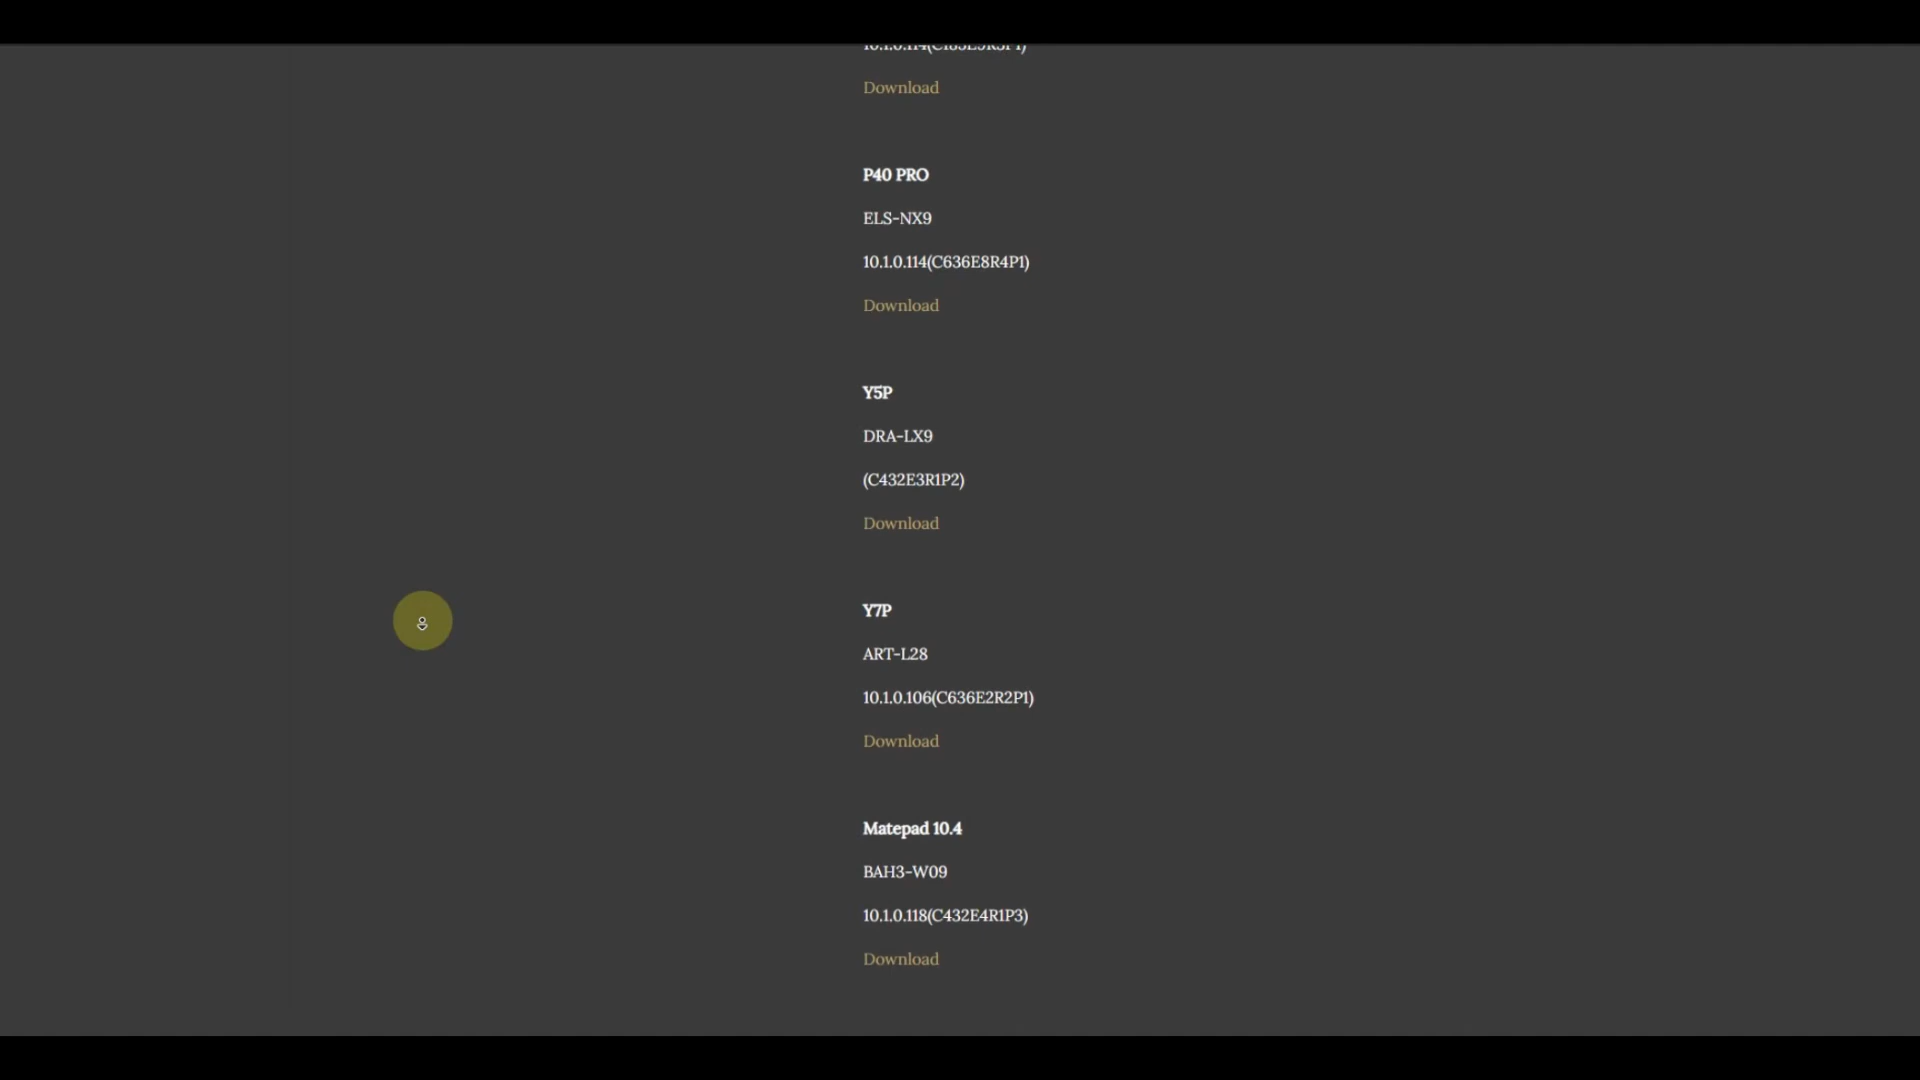 Download
P40 PRO
ELS-NX9
10.1.0.114(C636E8R4P1)
Download
Y5P
DRA-LX9
(C432E3R1P2)
Download
Y7P
ART-L28
10.1.0.106(C636E2R2P1)
Download
Matepad 10.4
BAH3-W09
10.1.0.118(C432E4R1P3)
Download